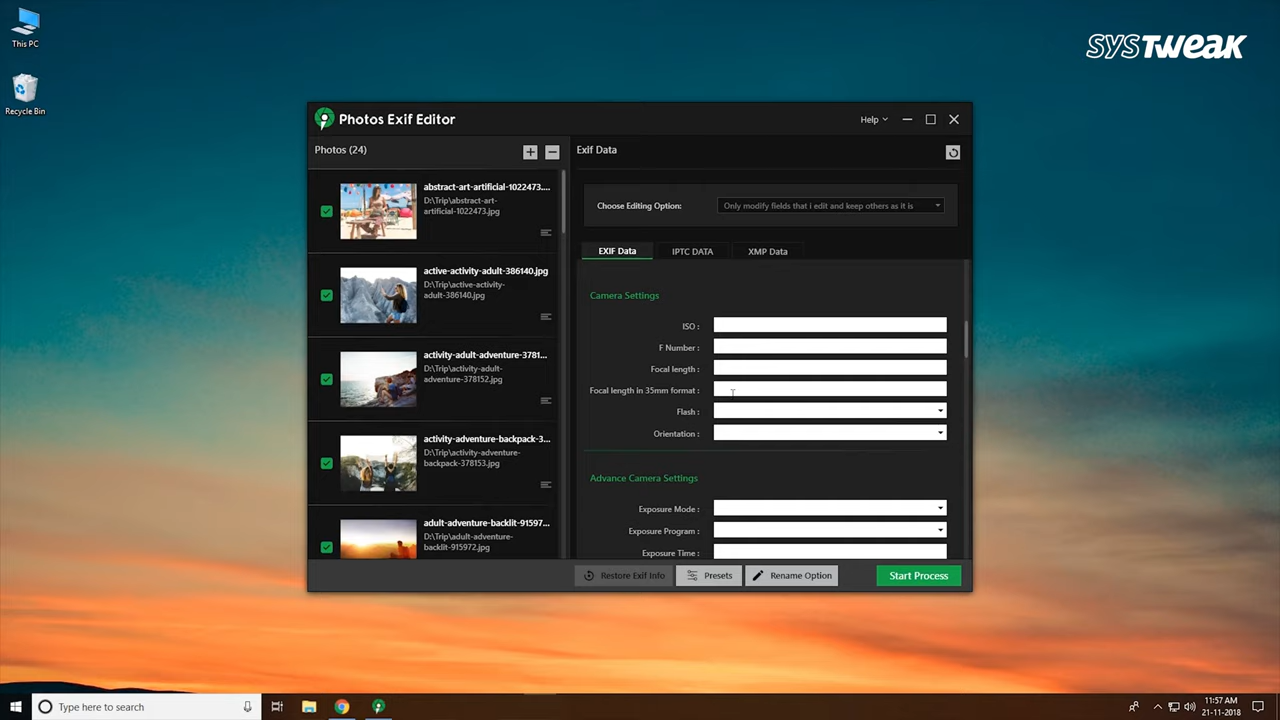 This PC
Recycle Bin
SYSTWEAK
Photos Exif Editor
Help
Photos (24)
Exif Data
abstract-art-artificial-1022473....
D:\Trip\abstract-art-
artificial-1022473.jpg
active-activity-adult-386140.jpg
D:\Trip\active-activity-
adult-386140.jpg
activity-adult-adventure-3781...
D:\Trip\activity-adult-
adventure-378152.jpg
activity-adventure-backpack-3...
D:\Trip\activity-adventure-
backpack-378153.jpg
adult-adventure-backlit-91597...
D:\Trip\adult-adventure-
backlit-915972.jpg
Choose Editing Option:
Only modify fields that i edit and keep others as it is
EXIF Data
IPTC DATA
XMP Data
Camera Settings
ISO :
F Number :
Focal length :
Focal length in 35mm format :
Flash :
Orientation :
Advance Camera Settings
Exposure Mode :
Exposure Program :
Exposure Time :
Restore Exif Info
Presets
Rename Option
Start Process
Type here to search
11:57 AM
21-11-2018